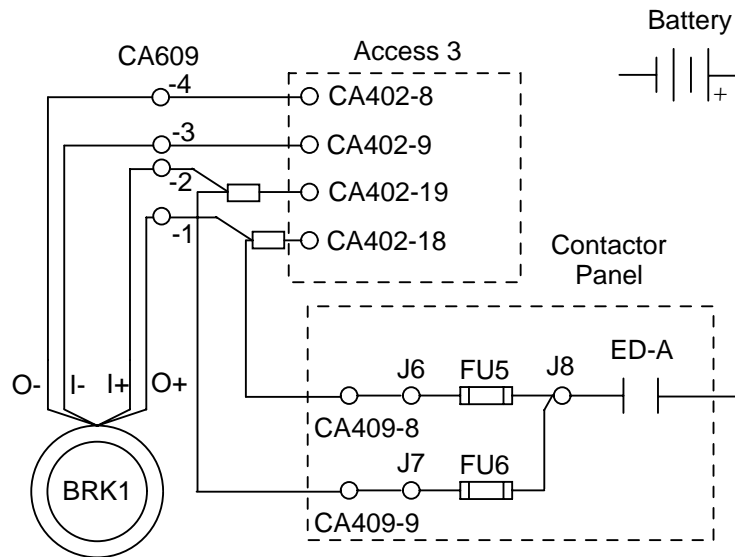 Battery
+
CA609
Access 3
-4
CA402-8
-3
CA402-9
-2
CA402-19
-1
CA402-18
Contactor
Panel
O-
I-
I+
O+
J6
FU5
J8
ED-A
CA409-8
J7
FU6
CA409-9
BRK1